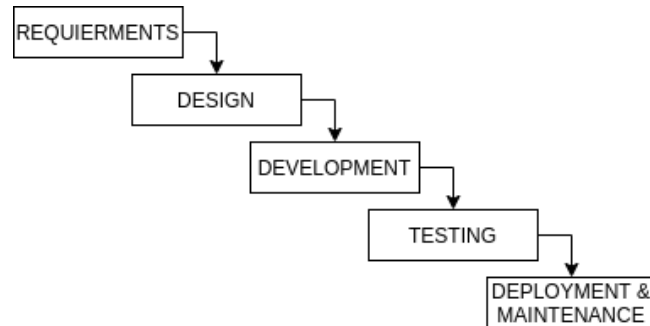 REQUIERMENTS
DESIGN
DEVELOPMENT
TESTING
DEPLOYMENT &
MAINTENANCE